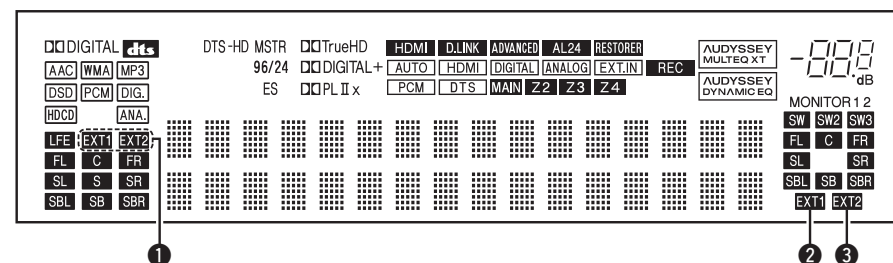 DIGITAL dts DTS-HD MSTR TrueHD HDMI D.LINK ADVANCED AL24 RESTORER AUDYSSEY MULTEQ XT
AAC WMA MP3 96/24 DIGITAL+ AUTO HDMI DIGITAL ANALOG EXT.IN REC -888 dB
DSD PCM DIG. ES PL II x PCM DTS MAIN Z2 Z3 Z4 AUDYSSEY DYNAMIC EQ
HDCD ANA. MONITOR 1 2
LFE EXT1 EXT2 SW SW2 SW3
FL C FR FL C FR
SL S SR SL SR
SBL SB SBR SBL SB SBR
EXT1 EXT2
1 2 3